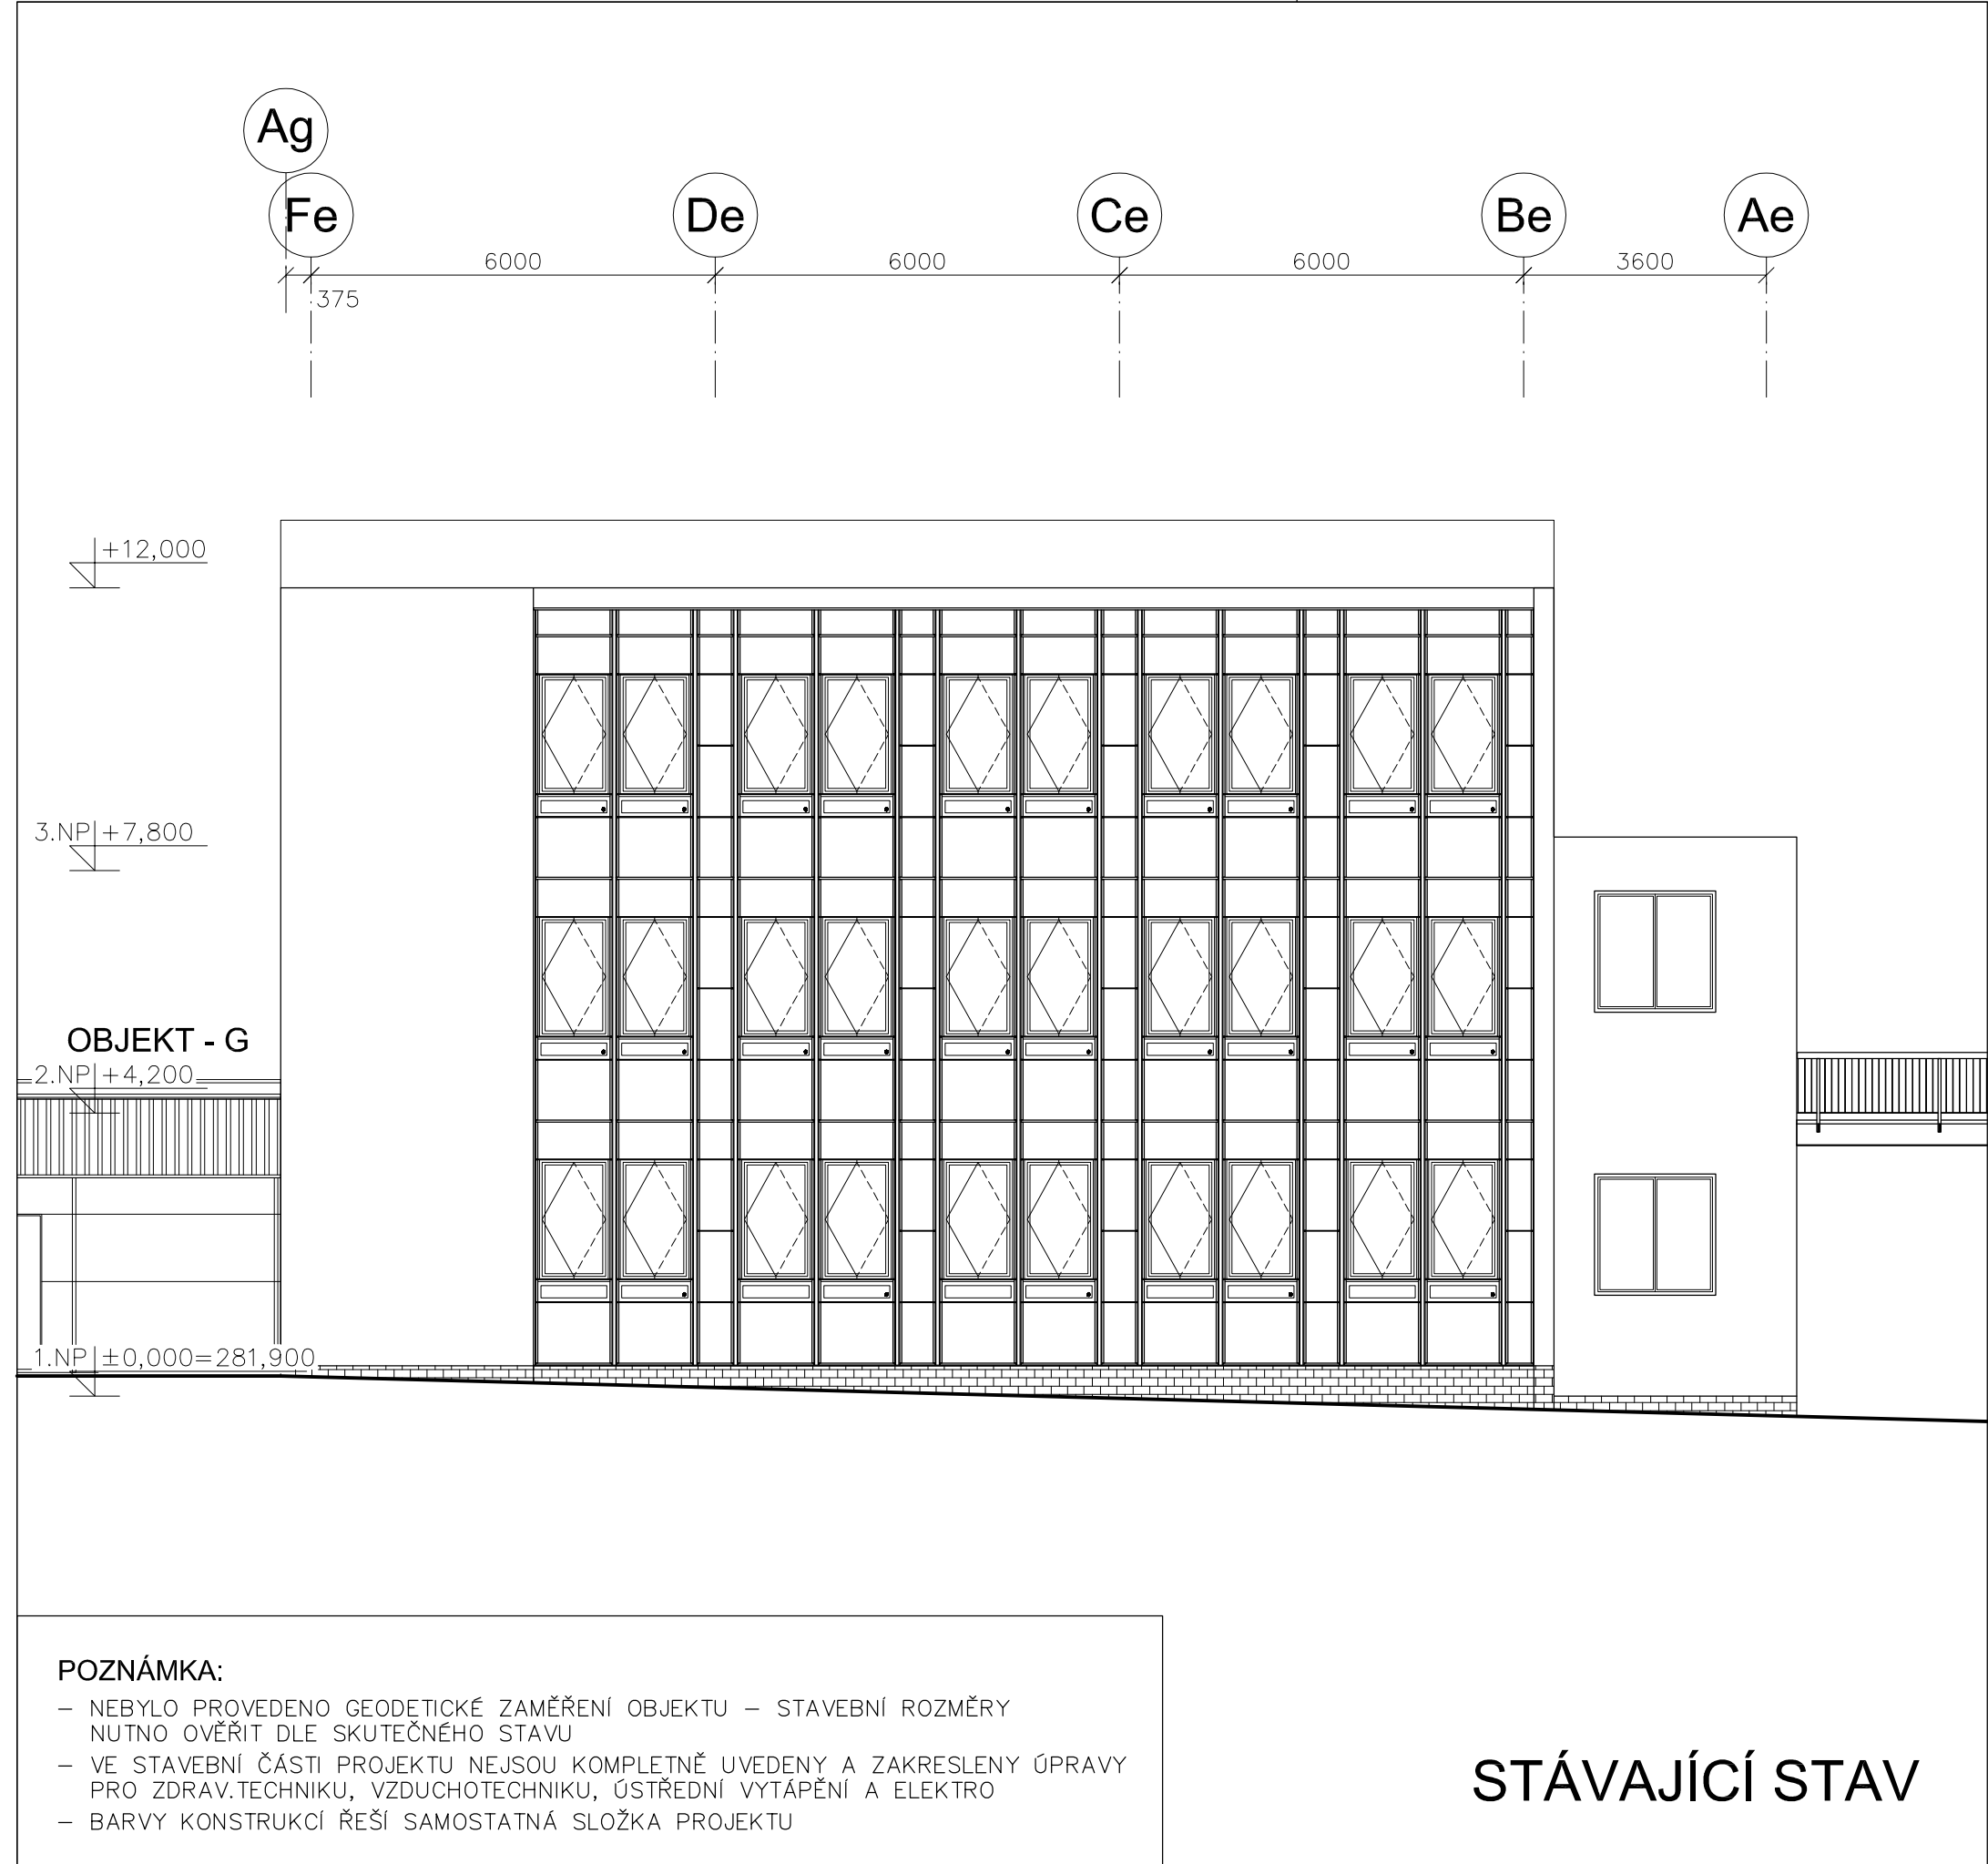 Ag
Fe De Ce Be Ae
6000 6000 6000 3600
375
+12,000
3.NP +7,800
OBJEKT - G
2.NP +4,200
1.NP ±0,000=281,900
POZNÁMKA:
– NEBYLO PROVEDENO GEODETICKÉ ZAMĚŘENÍ OBJEKTU – STAVEBNÍ ROZMĚRY
NUTNO OVĚŘIT DLE SKUTEČNÉHO STAVU
– VE STAVEBNÍ ČÁSTI PROJEKTU NEJSOU KOMPLETNĚ UVEDENY A ZAKRESLENY ÚPRAVY
PRO ZDRAV.TECHNIKU, VZDUCHOTECHNIKU, ÚSTŘEDNÍ VYTÁPĚNÍ A ELEKTRO
– BARVY KONSTRUKCÍ ŘEŠÍ SAMOSTATNÁ SLOŽKA PROJEKTU
STÁVAJÍCÍ STAV